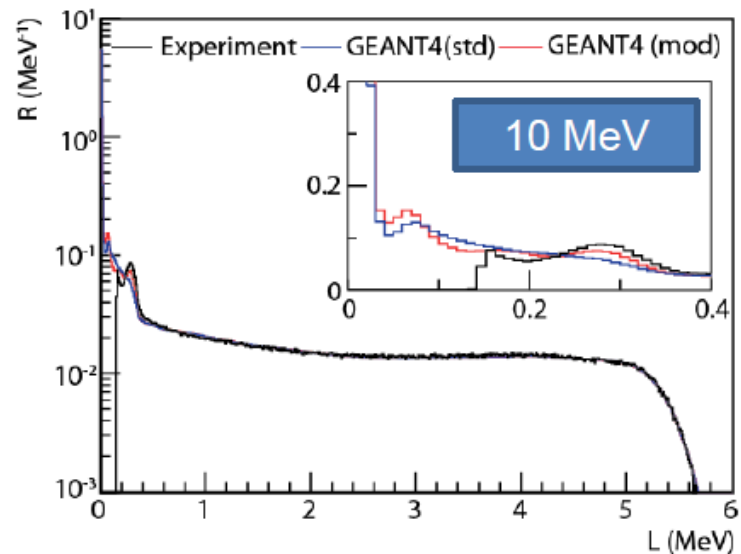 10¹
Experiment GEANT4(std) GEANT4 (mod)
R (MeV⁻¹)
0.4
10 MeV
10⁰
0.2
10⁻¹
0
0 0.2 0.4
10⁻²
10⁻³
0 1 2 3 4 5 6
L (MeV)